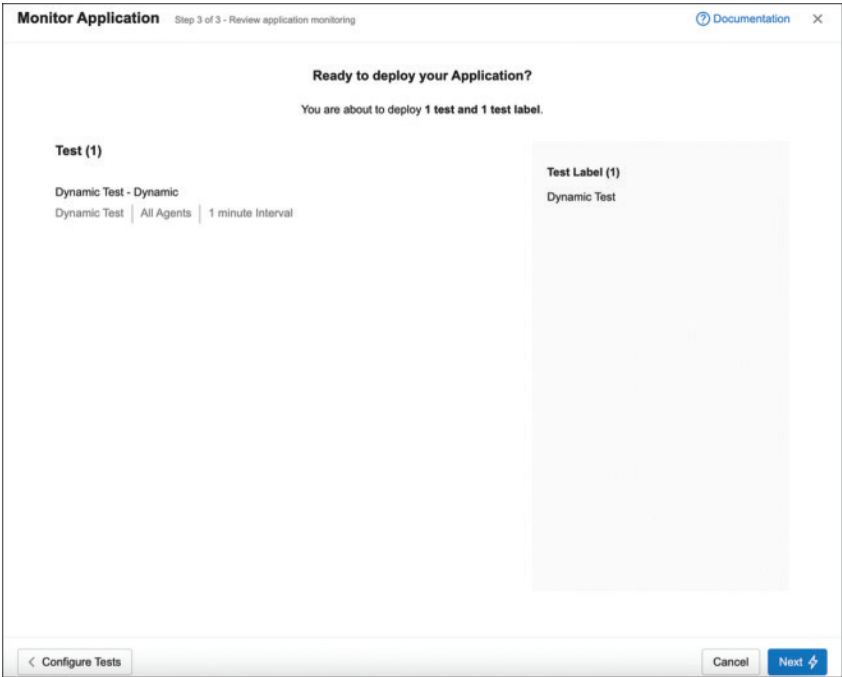 Monitor Application Step 3 of 3 - Review application monitoring Documentation
Ready to deploy your Application?
You are about to deploy 1 test and 1 test label.
Test (1)
Dynamic Test - Dynamic
Dynamic Test | All Agents | 1 minute Interval
Test Label (1)
Dynamic Test
Configure Tests
Cancel
Next